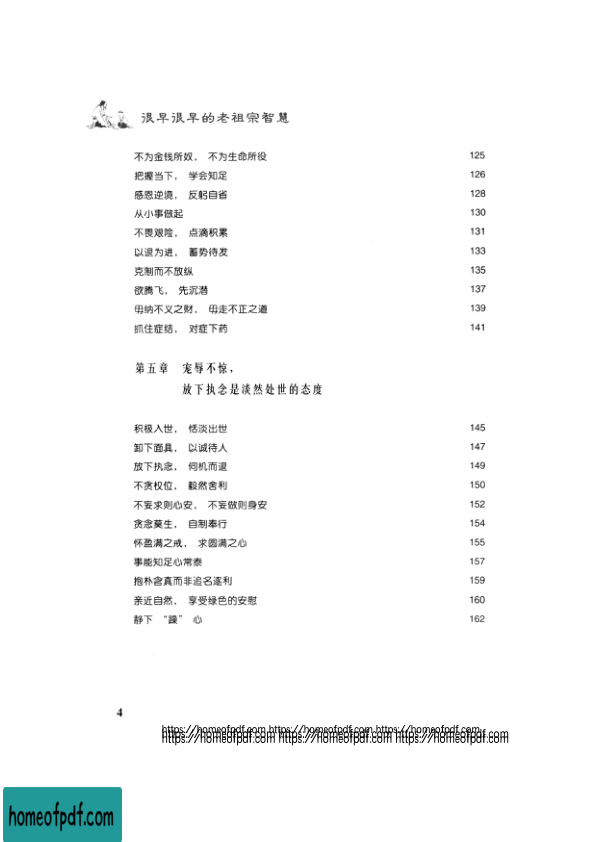 很早很早的老祖宗智慧
不为金钱所奴， 不为生命所役 125
把握当下， 学会知足 126
感恩逆境， 反躬自省 128
从小事做起 130
不畏艰险， 点滴积累 131
以退为进， 蓄势待发 133
克制而不放纵 135
欲腾飞， 先沉潜 137
毋纳不义之财， 毋走不正之道 139
抓住症结， 对症下药 141
第五章 宠辱不惊，
放下执念是淡然处世的态度
积极入世， 恬淡出世 145
卸下面具， 以诚待人 147
放下执念， 伺机而退 149
不贪权位， 毅然舍利 150
不妄求则心安， 不妄做则身安 152
贪念莫生， 自制奉行 154
怀盈满之戒， 求圆满之心 155
事能知足心常泰 157
抱朴含真而非追名逐利 159
亲近自然， 享受绿色的安慰 160
静下 “躁” 心 162
4
https://homeofpdf.com https://homeofpdf.com https://homeofpdf.com
https://homeofpdf.com https://homeofpdf.com https://homeofpdf.com
homeofpdf.com